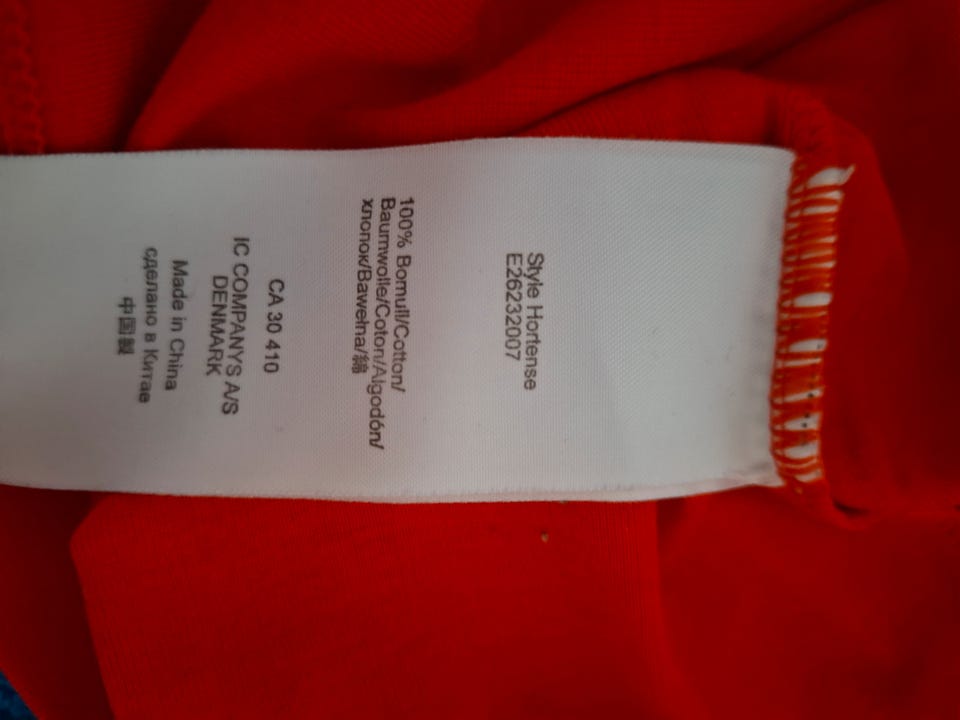 Style Hortense
E26232007
100% Bomull/Cotton/
Baumwolle/Coton/Algodón/
хлопок/Bawełna/綿
CA 30 410
IC COMPANYS A/S
DENMARK
Made in China
сделано в Китае
中国製